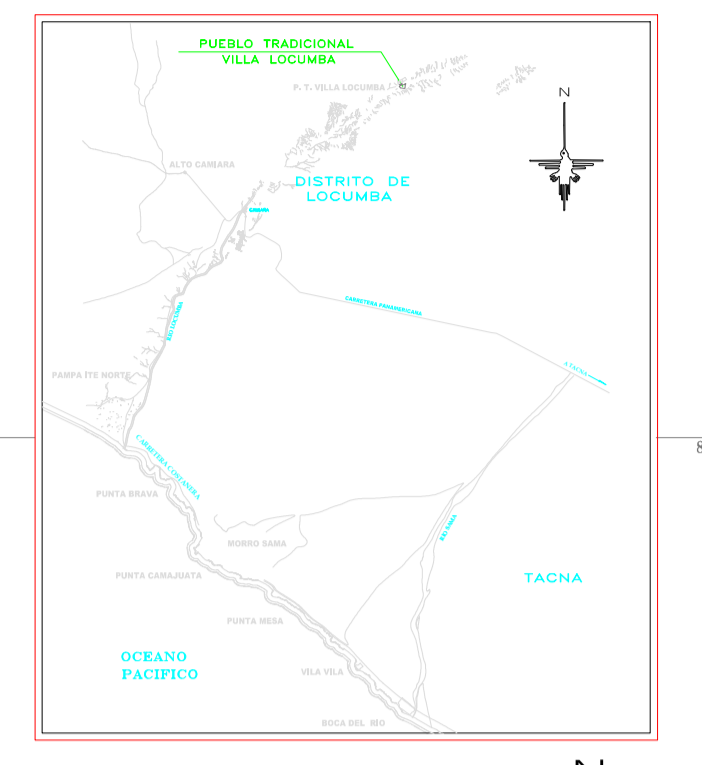 PUEBLO TRADICIONAL
VILLA LOCUMBA
P. T. VILLA LOCUMBA
N
ALTO CAMIARA
DISTRITO DE
LOCUMBA
CAMIARA
CARRETERA PANAMERICANA
RIO LOCUMBA
A TACNA
PAMPA ITE NORTE
CARRETERA COSTANERA
8
PUNTA BRAVA
RIO SAMA
MORRO SAMA
PUNTA CAMAJUATA
TACNA
PUNTA MESA
OCEANO
PACIFICO
VILA VILA
BOCA DEL RIO
N